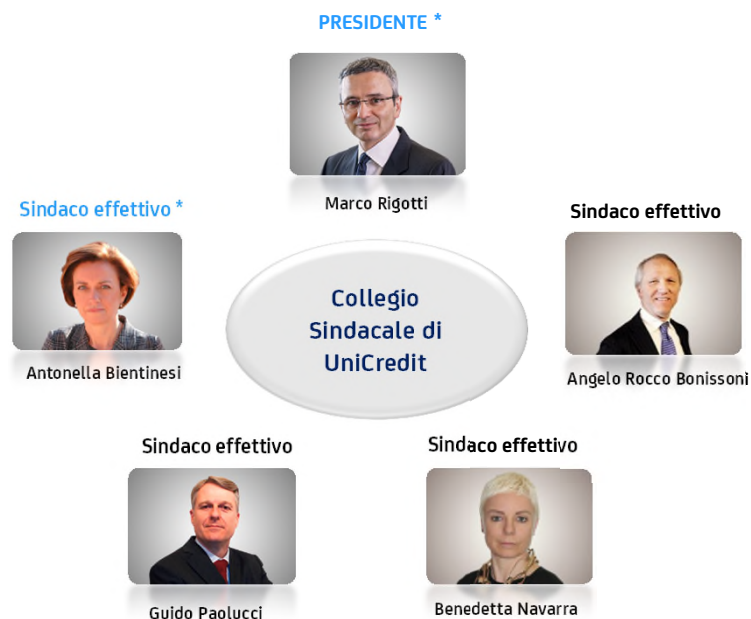 PRESIDENTE *
Marco Rigotti
Sindaco effettivo *
Antonella Bientinesi
Sindaco effettivo
Angelo Rocco Bonissoni
Collegio
Sindacale di
UniCredit
Sindaco effettivo
Guido Paolucci
Sindaco effettivo
Benedetta Navarra